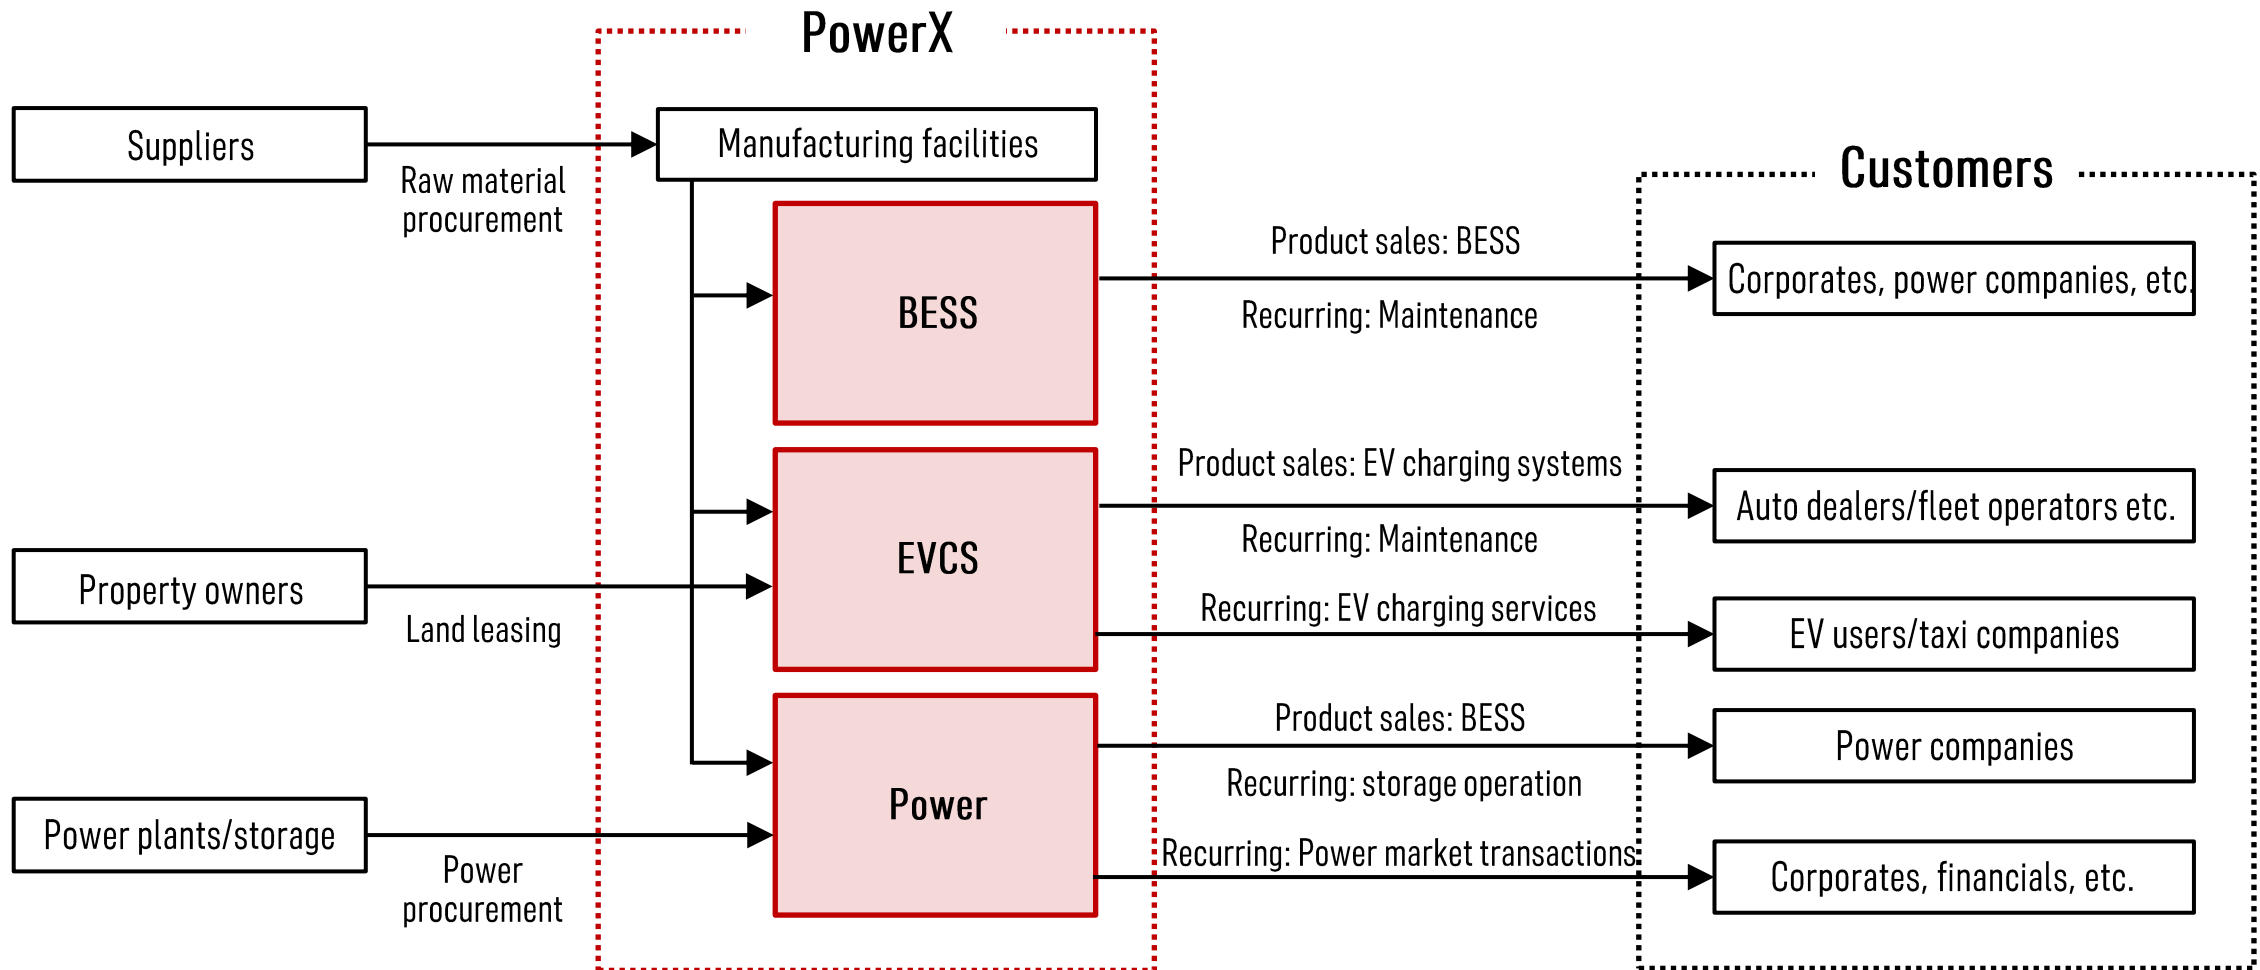 PowerX
Suppliers
Raw material
procurement
Manufacturing facilities
Customers
BESS
Product sales: BESS
Recurring: Maintenance
Corporates, power companies, etc.
Property owners
Land leasing
EVCS
Product sales: EV charging systems
Recurring: Maintenance
Auto dealers/fleet operators etc.
Recurring: EV charging services
EV users/taxi companies
Power plants/storage
Power
procurement
Power
Product sales: BESS
Recurring: storage operation
Power companies
Recurring: Power market transactions
Corporates, financials, etc.